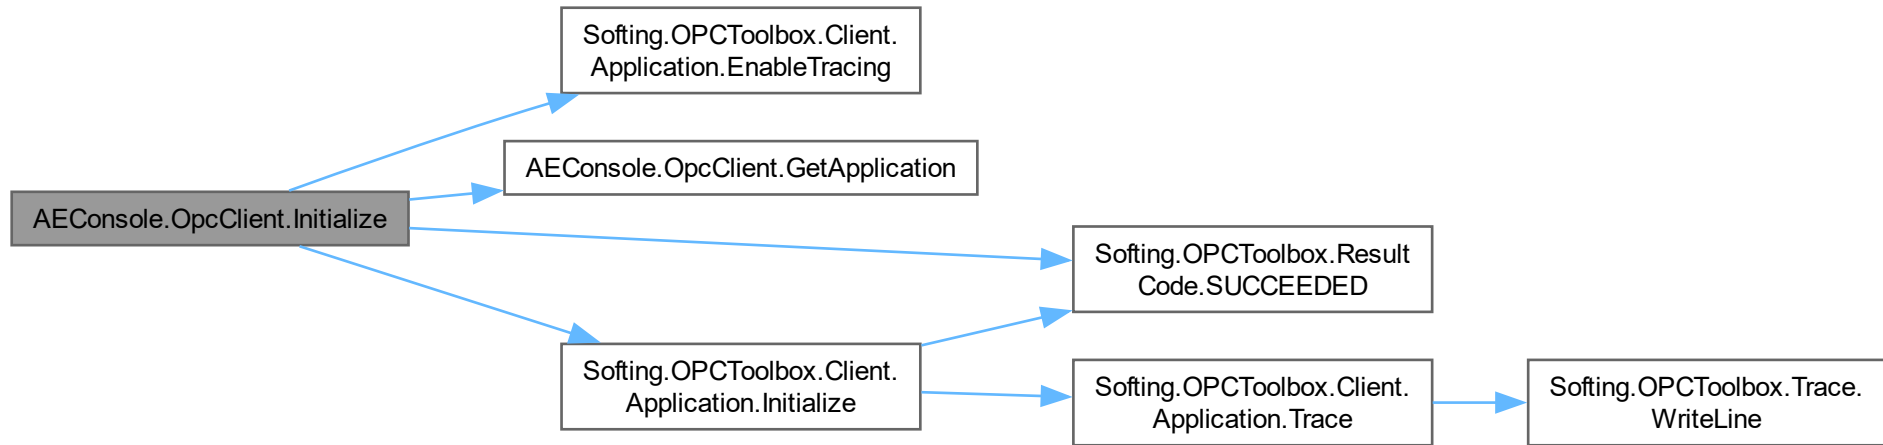 Softing.OPCToolbox.Client.
Application.EnableTracing
AEConsole.OpcClient.GetApplication
AEConsole.OpcClient.Initialize
Softing.OPCToolbox.Result
Code.SUCCEEDED
Softing.OPCToolbox.Client.
Application.Initialize
Softing.OPCToolbox.Client.
Application.Trace
Softing.OPCToolbox.Trace.
WriteLine